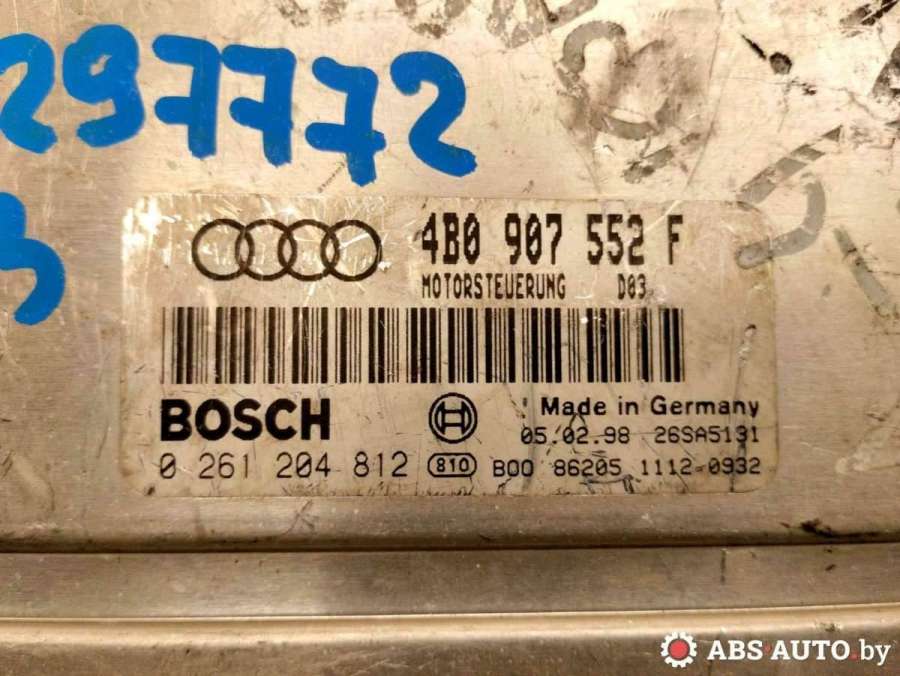 297772
3
4B0 907 552 F
MOTORSTEUERUNG D03
BOSCH
Made in Germany
05.02.98 26SA5131
0 261 204 812 810 B00 86205 1112-0932
ABS-AUTO.by